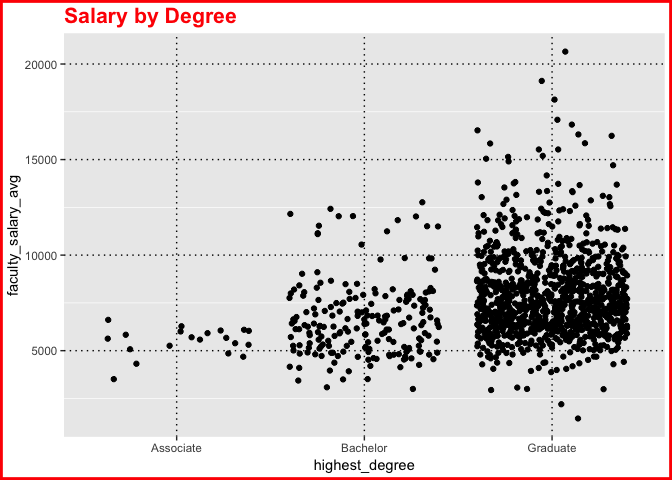 Salary by Degree
faculty_salary_avg
20000
15000
10000
5000
Associate Bachelor Graduate
highest_degree